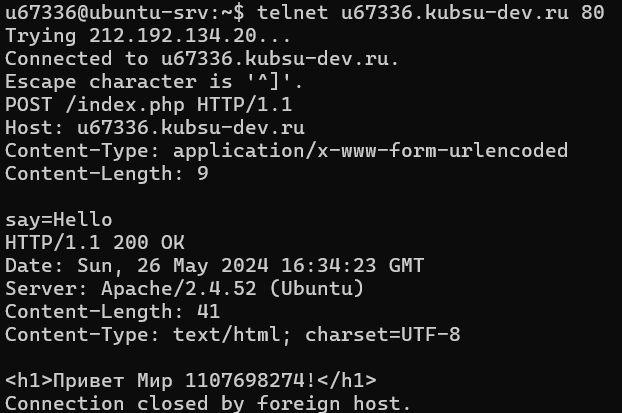 u67336@ubuntu-srv:~$ telnet u67336.kubsu-dev.ru 80
Trying 212.192.134.20...
Connected to u67336.kubsu-dev.ru.
Escape character is '^]'.
POST /index.php HTTP/1.1
Host: u67336.kubsu-dev.ru
Content-Type: application/x-www-form-urlencoded
Content-Length: 9

say=Hello
HTTP/1.1 200 OK
Date: Sun, 26 May 2024 16:34:23 GMT
Server: Apache/2.4.52 (Ubuntu)
Content-Length: 41
Content-Type: text/html; charset=UTF-8

<h1>Привет Мир 1107698274!</h1>
Connection closed by foreign host.